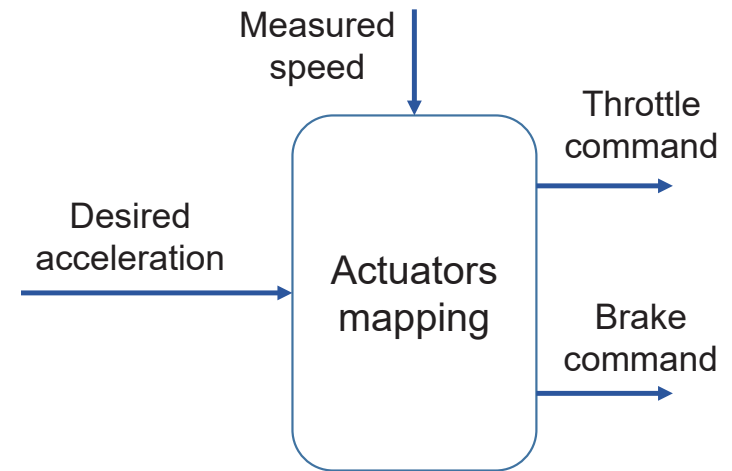 Measured
speed
Throttle
command
Desired
acceleration
Actuators
mapping
Brake
command